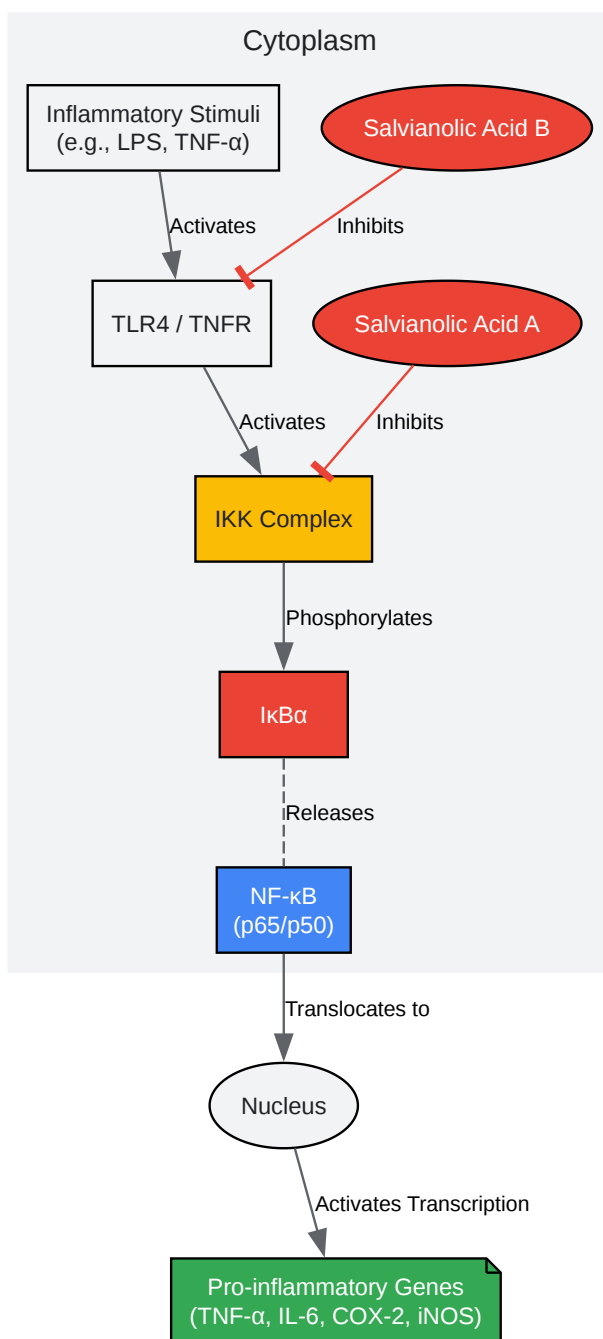 Cytoplasm
Inflammatory Stimuli
(e.g., LPS, TNF-α)
Salvianolic Acid B
Activates
Inhibits
TLR4 / TNFR
Salvianolic Acid A
Activates
Inhibits
IKK Complex
Phosphorylates
IκBα
Releases
NF-κB
(p65/p50)
Translocates to
Nucleus
Activates Transcription
Pro-inflammatory Genes
(TNF-α, IL-6, COX-2, iNOS)